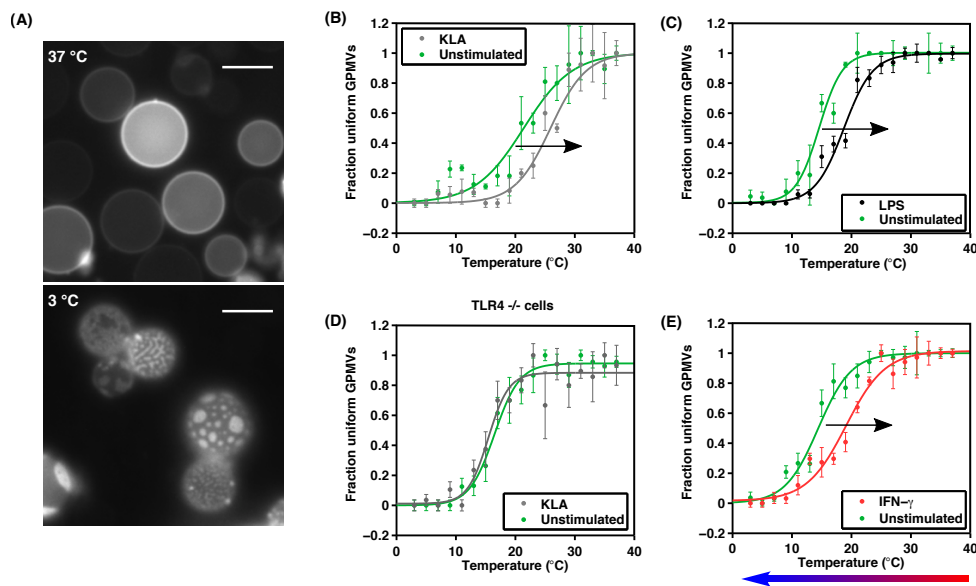 (A)
37 °C
3 °C
(B)
KLA
Unstimulated
Fraction uniform GPMVs
1.2
1
0.8
0.6
0.4
0.2
0
−0.2
0 10 20 30 40
Temperature (°C)
(C)
LPS
Unstimulated
Fraction uniform GPMVs
1.2
1
0.8
0.6
0.4
0.2
0
−0.2
0 10 20 30 40
Temperature (°C)
(D)
TLR4 -/- cells
KLA
Unstimulated
Fraction uniform GPMVs
1.2
1
0.8
0.6
0.4
0.2
0
−0.2
0 10 20 30 40
Temperature (°C)
(E)
IFN−γ
Unstimulated
Fraction uniform GPMVs
1.2
1
0.8
0.6
0.4
0.2
0
−0.2
0 10 20 30 40
Temperature (°C)